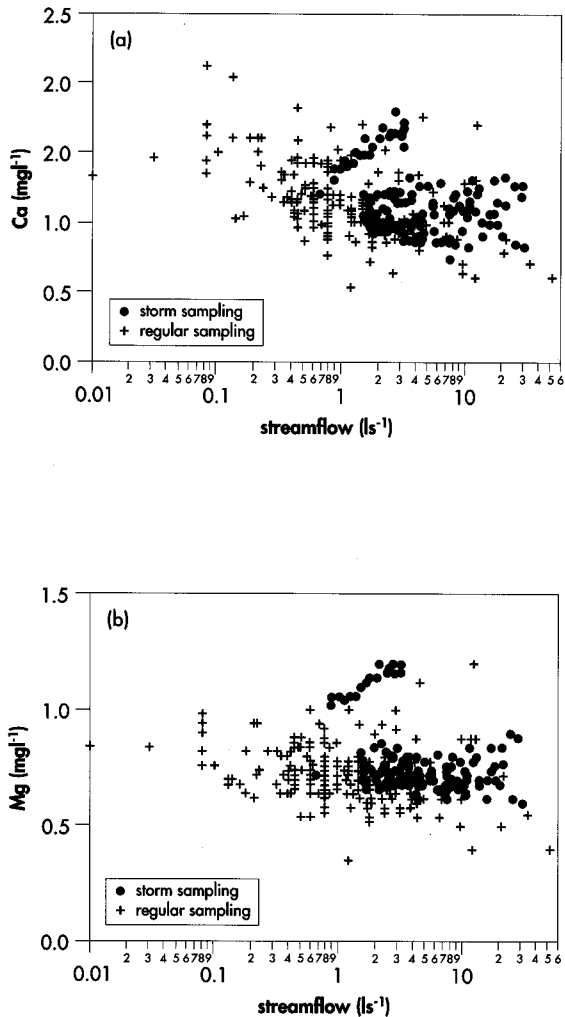 2.5
(a)
2.0
2.0
Ca (mgl⁻¹)
1.0
0.5
storm sampling
regular sampling
0.0
2 3 4 5 6 7 8 9 2 3 4 5 6 7 8 9 2 3 4 5 6 7 8 9 2 3 4 5 6
0.01 0.1 1 10
streamflow (ls⁻¹)
1.5
(b)
1.0
Mg (mgl⁻¹)
0.5
storm sampling
regular sampling
0.0
2 3 4 5 6 7 8 9 2 3 4 5 6 7 8 9 2 3 4 5 6 7 8 9 2 3 4 5 6
0.01 0.1 1 10
streamflow (ls⁻¹)